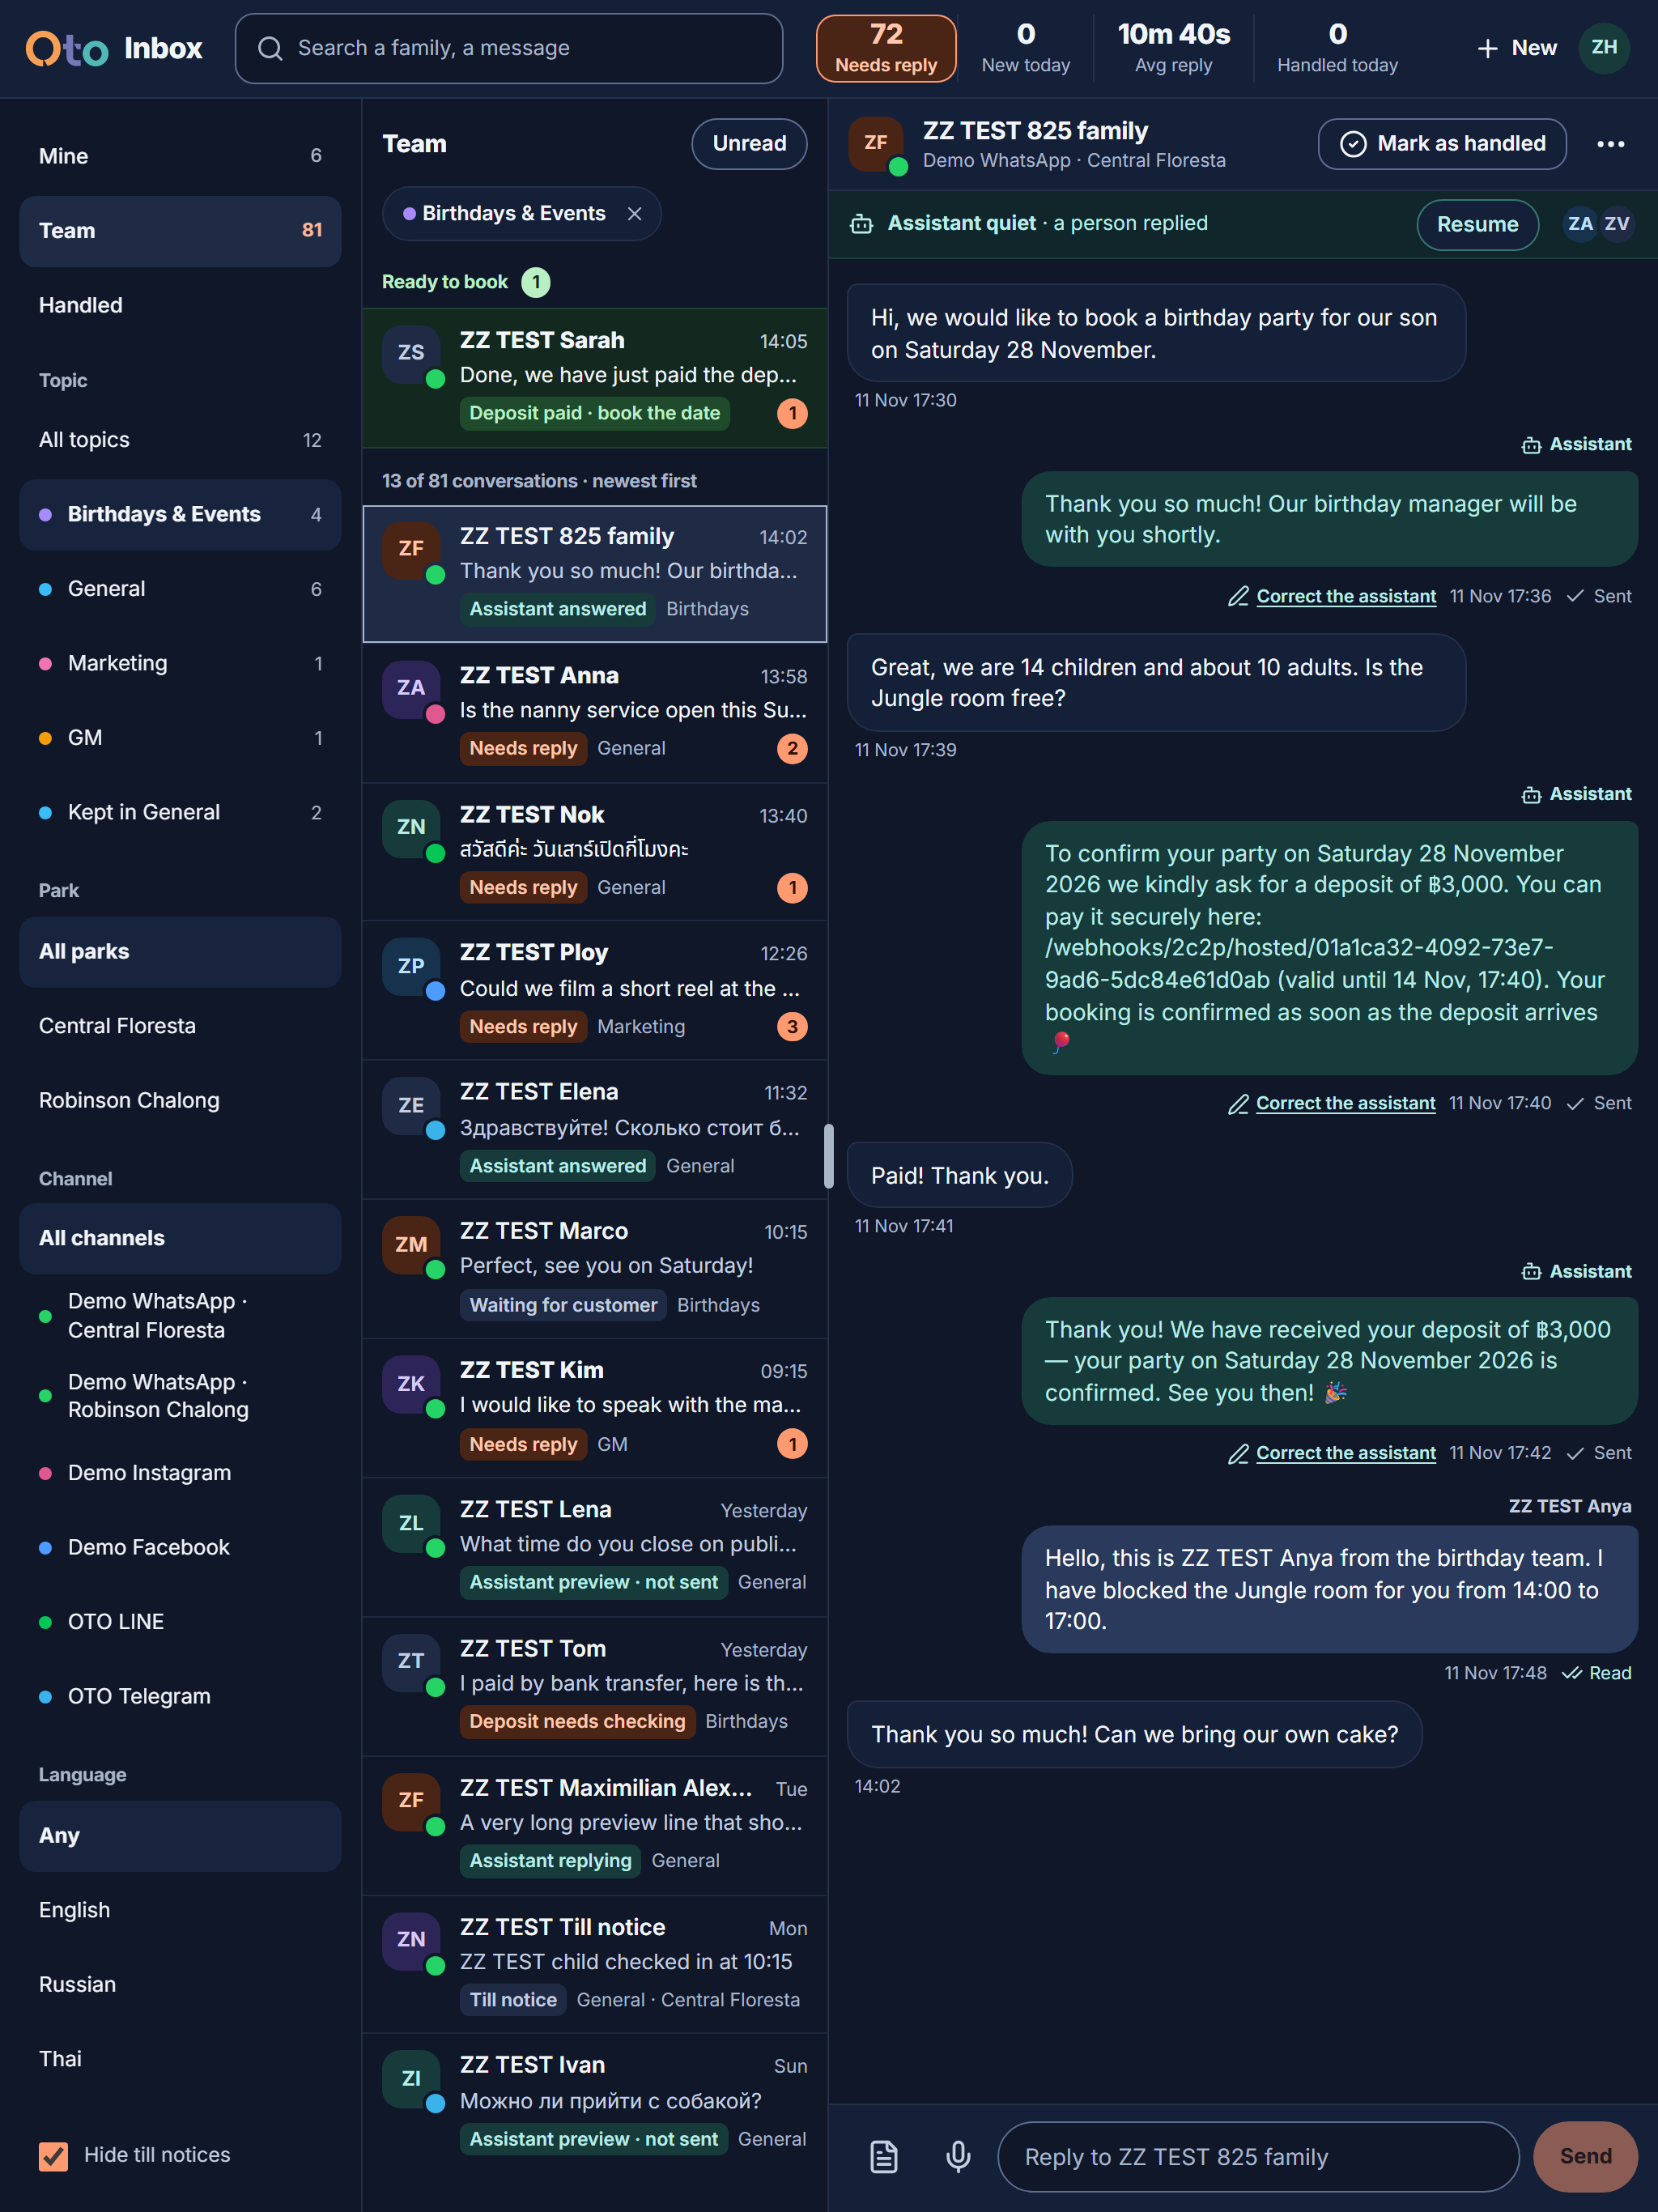 Oto Inbox
Search a family, a message
72
Needs reply
0
New today
10m 40s
Avg reply
0
Handled today
New
ZH
Mine 6
Team 81
Handled
Topic
All topics 12
Birthdays & Events 4
General 6
Marketing 1
GM 1
Kept in General 2
Park
All parks
Central Floresta
Robinson Chalong
Channel
All channels
Demo WhatsApp ·
Central Floresta
Demo WhatsApp ·
Robinson Chalong
Demo Instagram
Demo Facebook
OTO LINE
OTO Telegram
Language
Any
English
Russian
Thai
Hide till notices
Team
Unread
Birthdays & Events
Ready to book 1
ZS
ZZ TEST Sarah 14:05
Done, we have just paid the dep...
Deposit paid · book the date 1
13 of 81 conversations · newest first
ZF
ZZ TEST 825 family 14:02
Thank you so much! Our birthda...
Assistant answered Birthdays
ZA
ZZ TEST Anna 13:58
Is the nanny service open this Su...
Needs reply General 2
ZN
ZZ TEST Nok 13:40
สวัสดีค่ะ วันเสาร์เปิดกี่โมงคะ
Needs reply General 1
ZP
ZZ TEST Ploy 12:26
Could we film a short reel at the ...
Needs reply Marketing 3
ZE
ZZ TEST Elena 11:32
Здравствуйте! Сколько стоит б...
Assistant answered General
ZM
ZZ TEST Marco 10:15
Perfect, see you on Saturday!
Waiting for customer Birthdays
ZK
ZZ TEST Kim 09:15
I would like to speak with the ma...
Needs reply GM 1
ZL
ZZ TEST Lena Yesterday
What time do you close on publi...
Assistant preview · not sent General
ZT
ZZ TEST Tom Yesterday
I paid by bank transfer, here is th...
Deposit needs checking Birthdays
ZF
ZZ TEST Maximilian Alex... Tue
A very long preview line that sho...
Assistant replying General
ZN
ZZ TEST Till notice Mon
ZZ TEST child checked in at 10:15
Till notice General · Central Floresta
ZI
ZZ TEST Ivan Sun
Можно ли прийти с собакой?
Assistant preview · not sent General
ZF
ZZ TEST 825 family
Demo WhatsApp · Central Floresta
Mark as handled
Assistant quiet · a person replied
Resume
ZA ZV
Hi, we would like to book a birthday party for our son
on Saturday 28 November.
11 Nov 17:30
Assistant
Thank you so much! Our birthday manager will be
with you shortly.
Correct the assistant 11 Nov 17:36 Sent
Great, we are 14 children and about 10 adults. Is the
Jungle room free?
11 Nov 17:39
Assistant
To confirm your party on Saturday 28 November
2026 we kindly ask for a deposit of ฿3,000. You can
pay it securely here:
/webhooks/2c2p/hosted/01a1ca32-4092-73e7-
9ad6-5dc84e61d0ab (valid until 14 Nov, 17:40). Your
booking is confirmed as soon as the deposit arrives
🎈
Correct the assistant 11 Nov 17:40 Sent
Paid! Thank you.
11 Nov 17:41
Assistant
Thank you! We have received your deposit of ฿3,000
— your party on Saturday 28 November 2026 is
confirmed. See you then! 🎉
Correct the assistant 11 Nov 17:42 Sent
ZZ TEST Anya
Hello, this is ZZ TEST Anya from the birthday team. I
have blocked the Jungle room for you from 14:00 to
17:00.
11 Nov 17:48 Read
Thank you so much! Can we bring our own cake?
14:02
Reply to ZZ TEST 825 family
Send